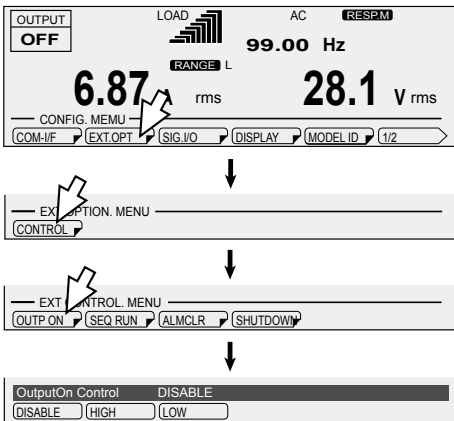 OUTPUT LOAD AC RESP.M
OFF 99.00 Hz
RANGE L
6.87 A rms 28.1 V rms
CONFIG. MEMU
COM-I/F EXT.OPT SIG.I/O DISPLAY MODEL ID 1/2
OPTION. MENU
CONTROL
EXT CONTROL. MENU
OUTP ON SEQ RUN ALMCLR SHUTDOWN
OutputOn Control DISABLE
DISABLE HIGH LOW